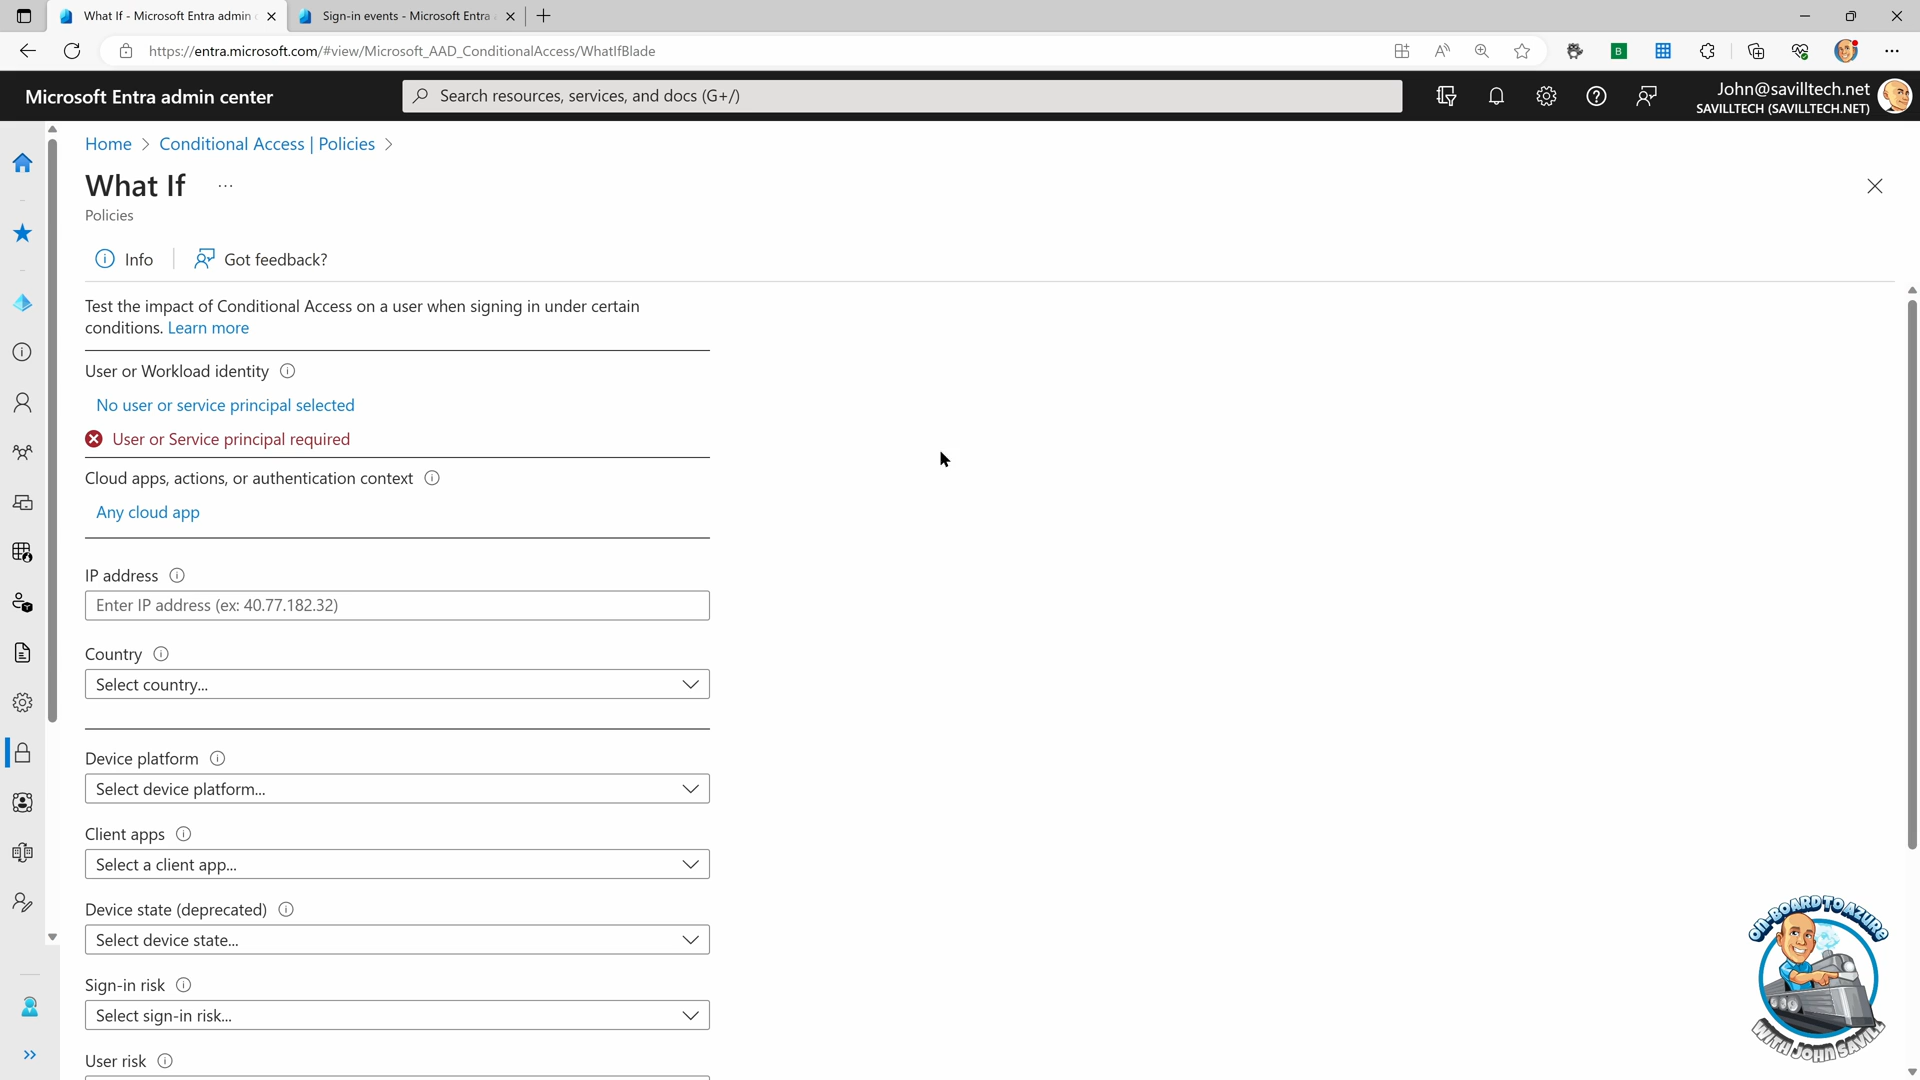 What If - Microsoft Entra admin
Sign-in events - Microsoft Entra
https://entra.microsoft.com/#view/Microsoft_AAD_ConditionalAccess/WhatIfBlade
B
Microsoft Entra admin center
Search resources, services, and docs (G+/)
John@savilltech.net
SAVILLTECH (SAVILLTECH.NET)
Home > Conditional Access | Policies >
What If ...
Policies
Info
Got feedback?
Test the impact of Conditional Access on a user when signing in under certain
conditions. Learn more
User or Workload identity
No user or service principal selected
User or Service principal required
Cloud apps, actions, or authentication context
Any cloud app
IP address
Enter IP address (ex: 40.77.182.32)
Country
Select country...
Device platform
Select device platform...
Client apps
Select a client app...
Device state (deprecated)
Select device state...
Sign-in risk
Select sign-in risk...
User risk
ON-BOARD TO AZURE
WITH JOHN SAVILL